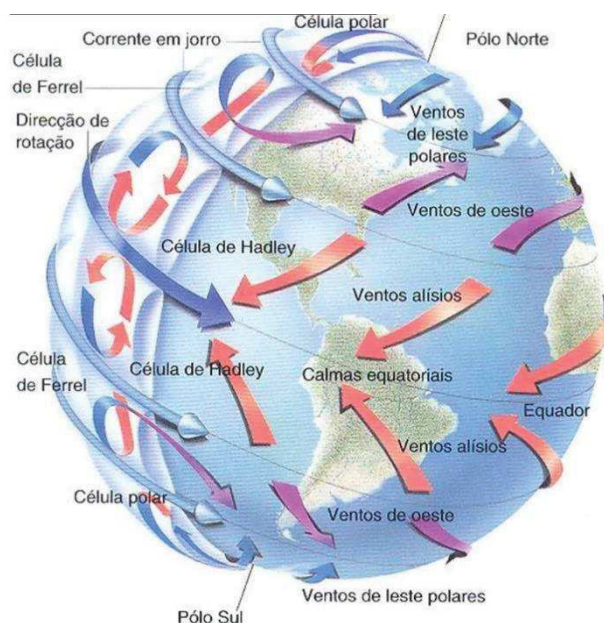 Célula polar
Corrente em jorro
Pólo Norte
Célula
de Ferrel
Direcção de
rotação
Ventos
de leste
polares
Ventos de oeste
Célula de Hadley
Ventos alísios
Célula
de Ferrel
Célula de Hadley
Calmas equatoriais
Equador
Ventos alísios
Célula polar
Ventos de oeste
Ventos de leste polares
Pólo Sul